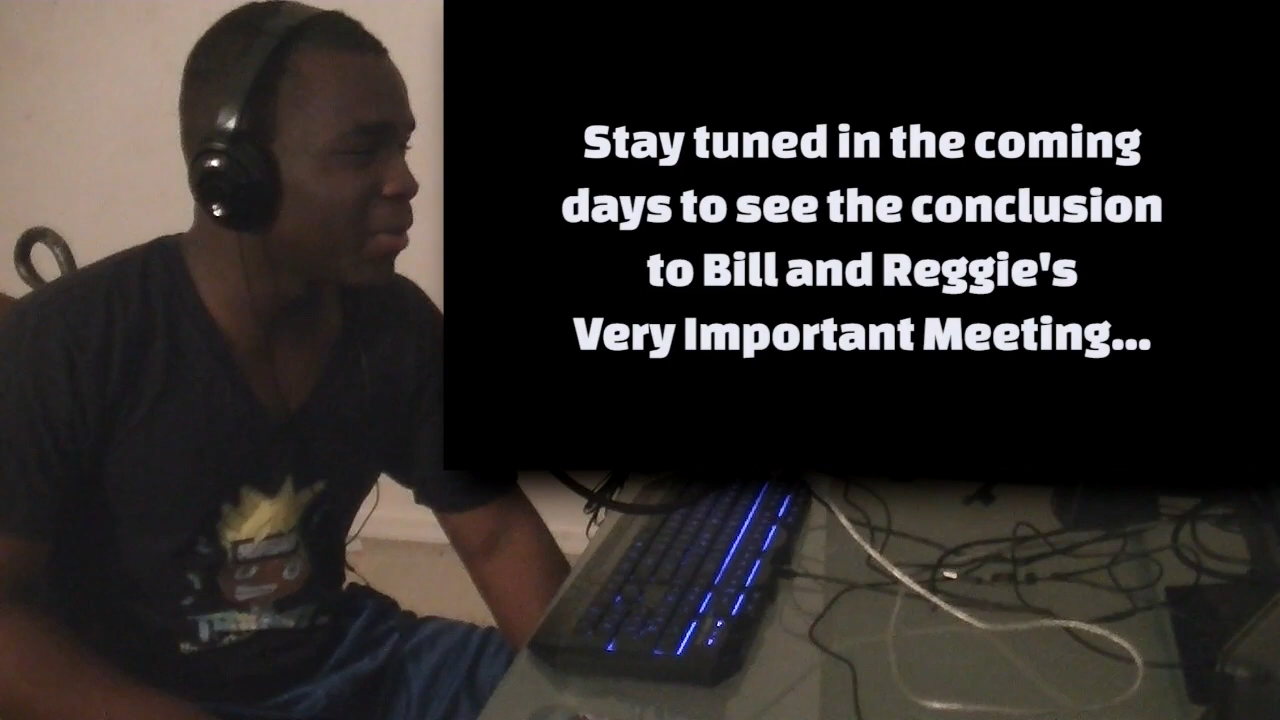 Stay tuned in the coming
days to see the conclusion
to Bill and Reggie's
Very Important Meeting...